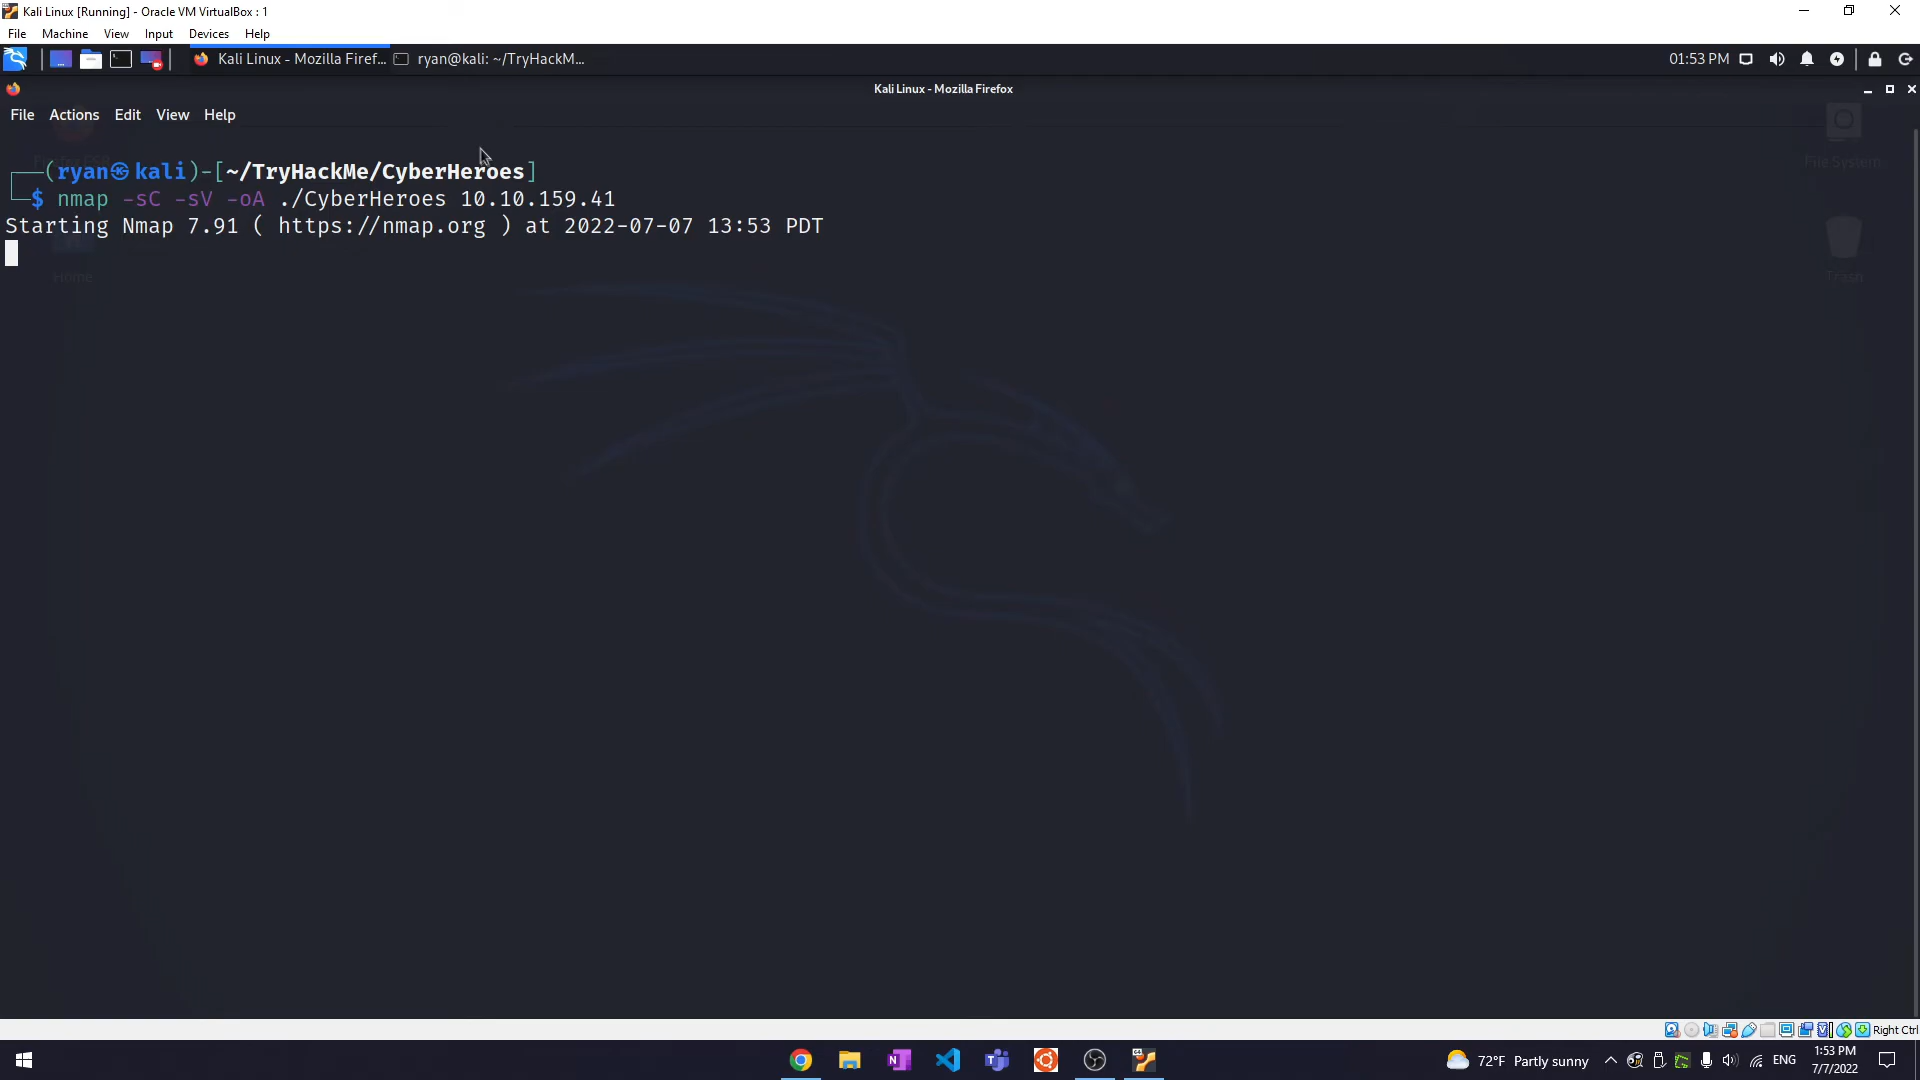 Kali Linux [Running] - Oracle VM VirtualBox : 1
File Machine View Input Devices Help
Kali Linux - Mozilla Firef... ryan@kali: ~/TryHackM... 01:53 PM
Kali Linux - Mozilla Firefox
File Actions Edit View Help
File System
(ryan㉿kali)-[~/TryHackMe/CyberHeroes]
$ nmap -sC -sV -oA ./CyberHeroes 10.10.159.41
Starting Nmap 7.91 ( https://nmap.org ) at 2022-07-07 13:53 PDT
Home Trash
Right Ctrl
72°F Partly sunny ENG 1:53 PM
7/7/2022